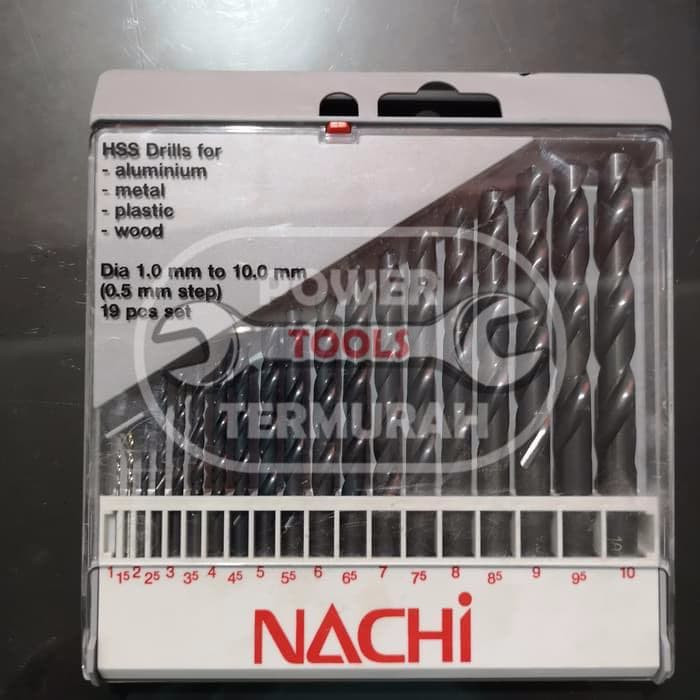 HSS Drills for
- aluminium
- metal
- plastic
- wood
Dia 1.0 mm to 10.0 mm
(0.5 mm step)
19 pcs set
POWER
TOOLS
TERMURAH
1 15 2 25 3 35 4 45 5 55 6 65 7 75 8 85 9 95 10
NACHi